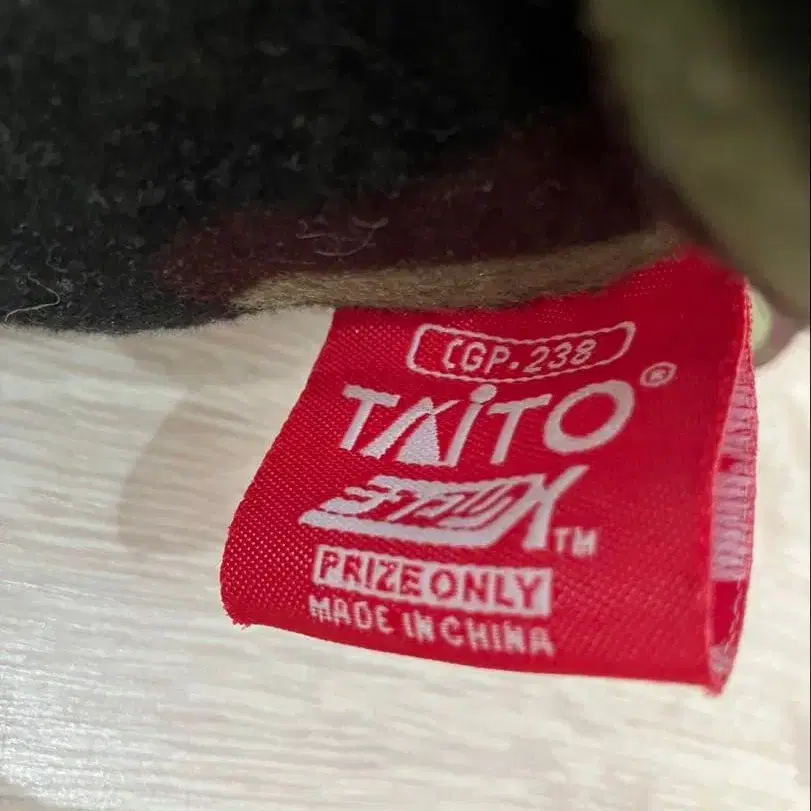 CGP-238
TAITO®
PRIZE ONLY
MADE IN CHINA